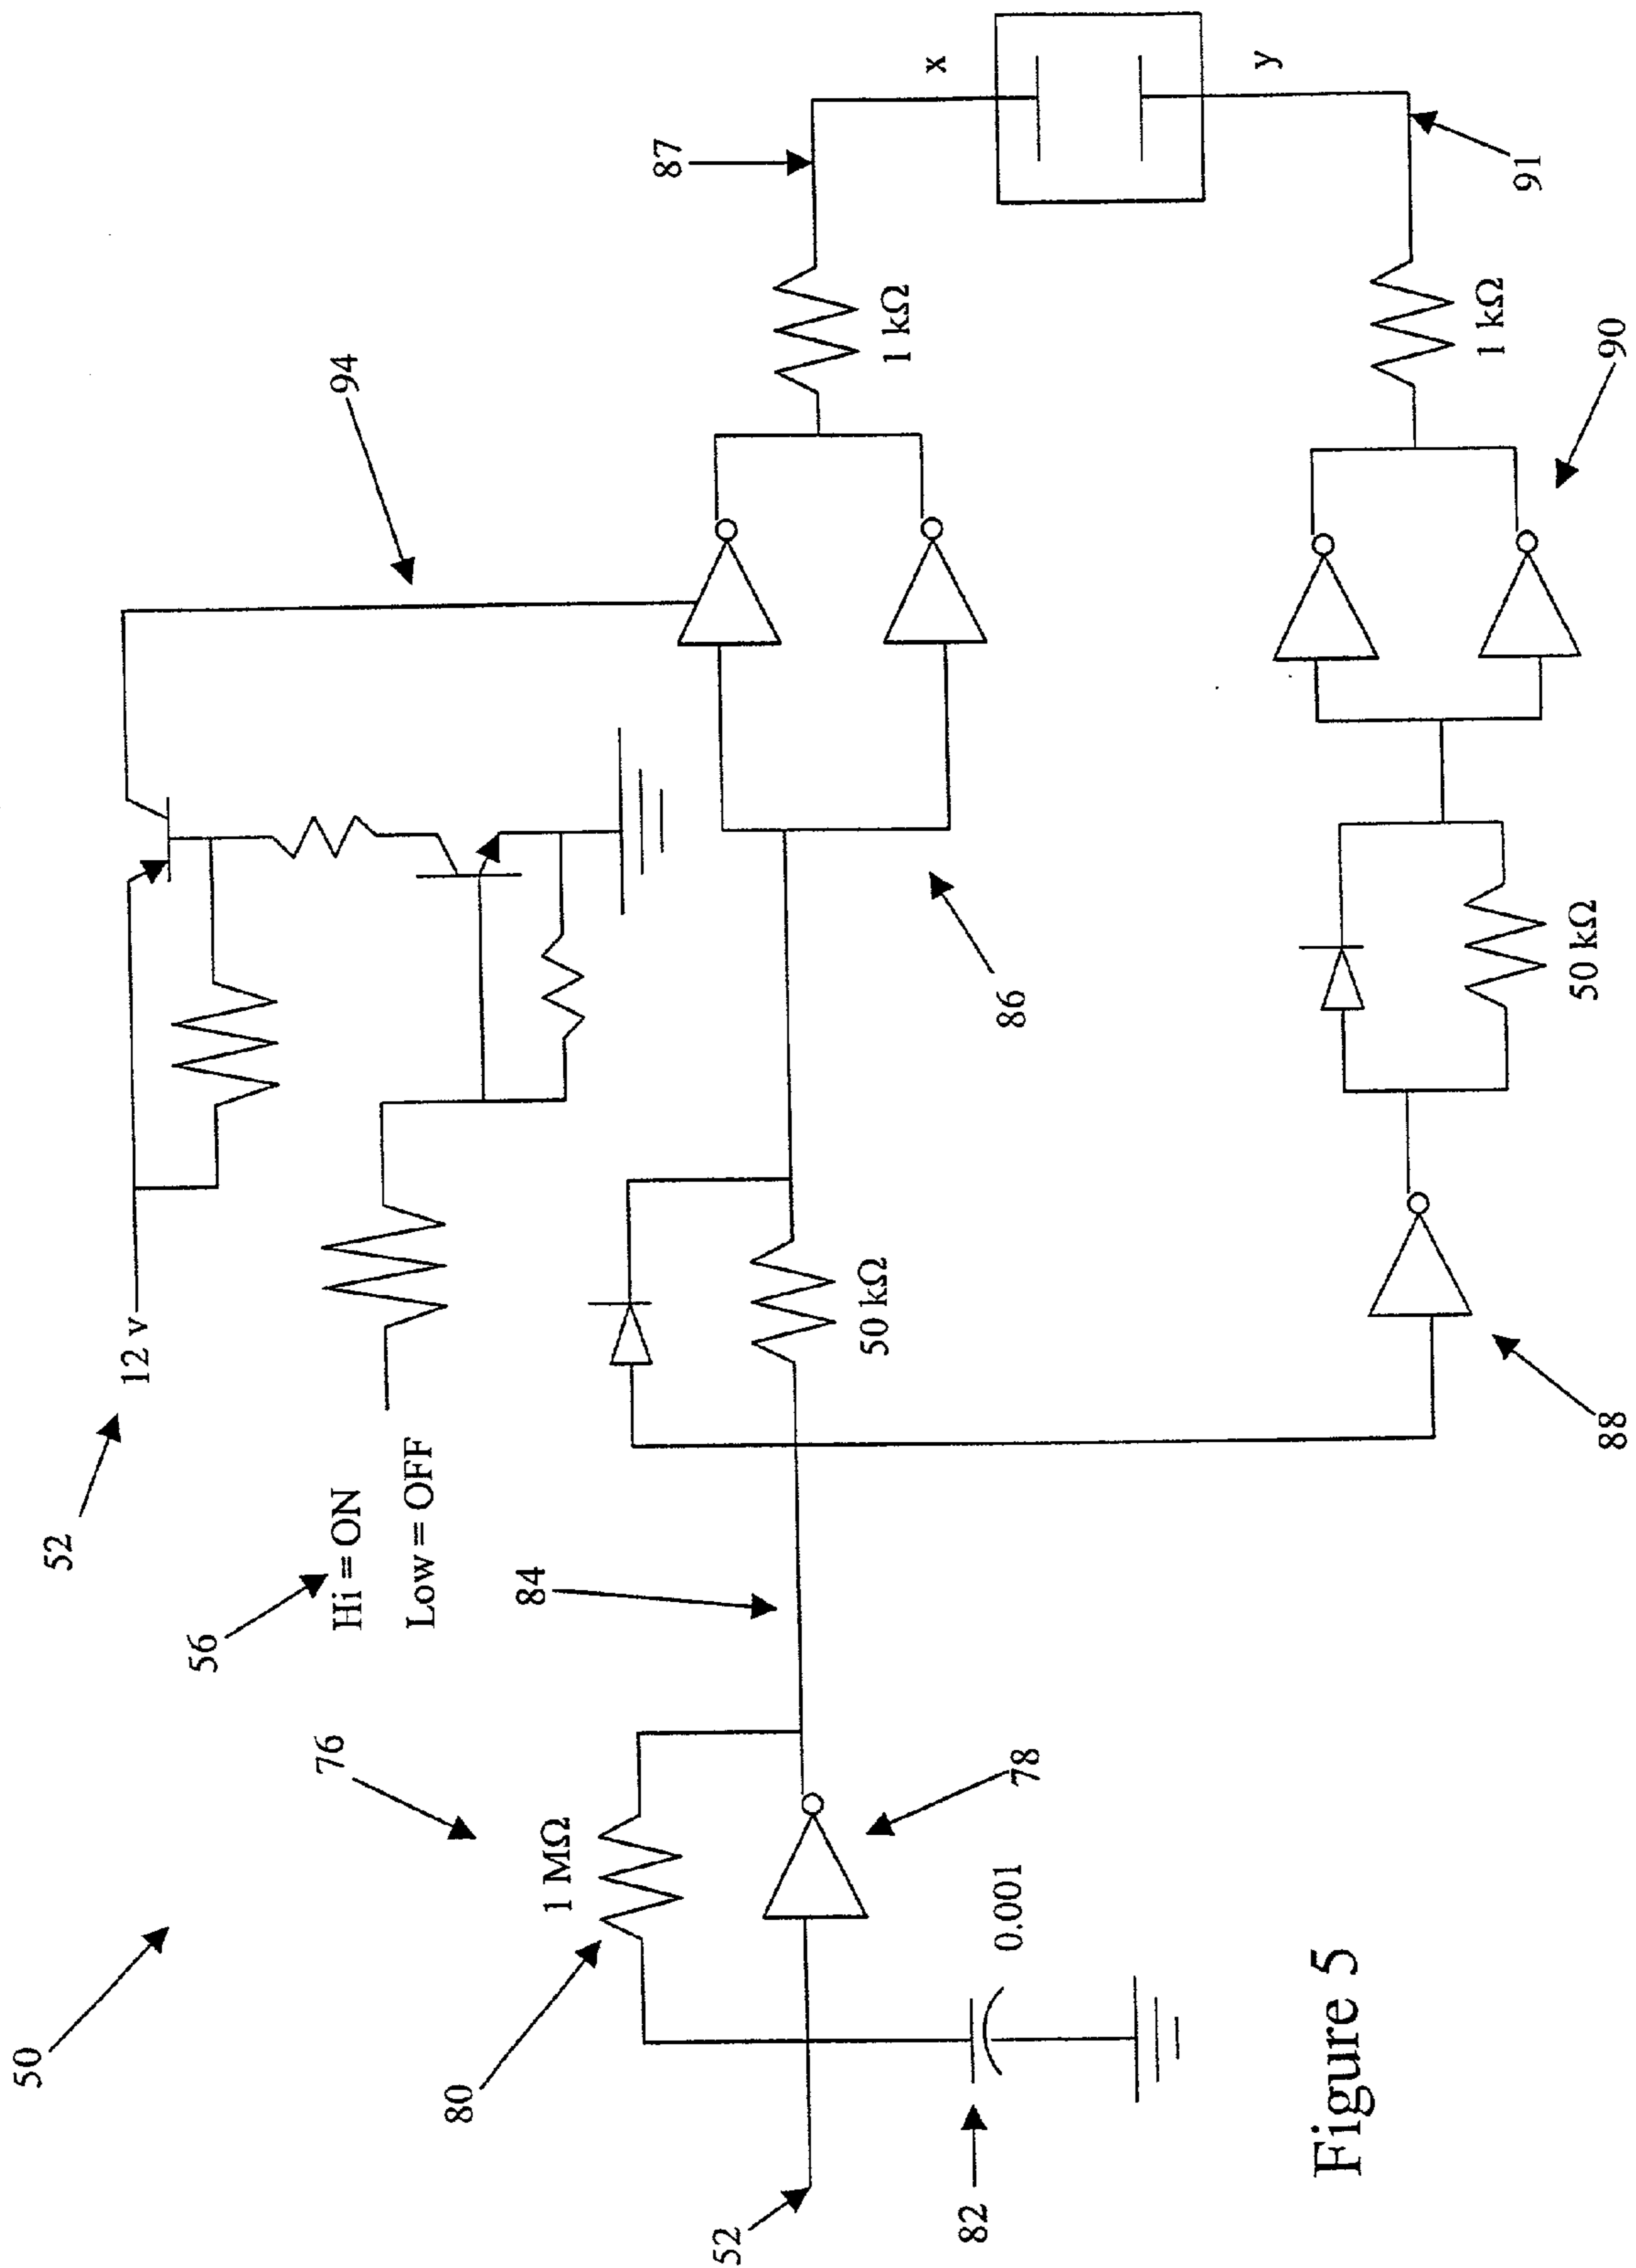 50
52
12 v
56
Hi = ON
Low = OFF
94
76
80
1 MΩ
78
82
0.001
52
84
50 kΩ
86
1 kΩ
87
x
y
88
50 kΩ
90
1 kΩ
91
Figure 5